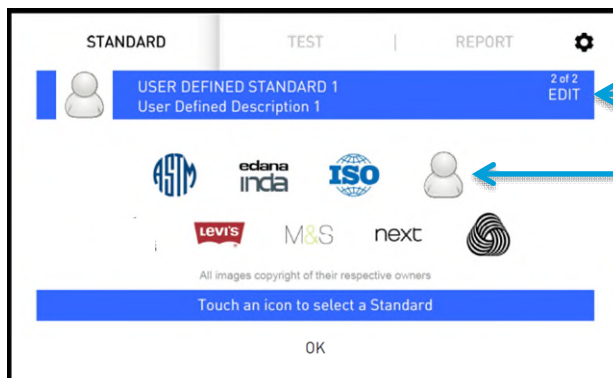 STANDARD TEST | REPORT
USER DEFINED STANDARD 1
User Defined Description 1
2 of 2
EDIT
ASTM
edana
inda
ISO
LEVI'S
M&S
next
All images copyright of their respective owners
Touch an icon to select a Standard
OK